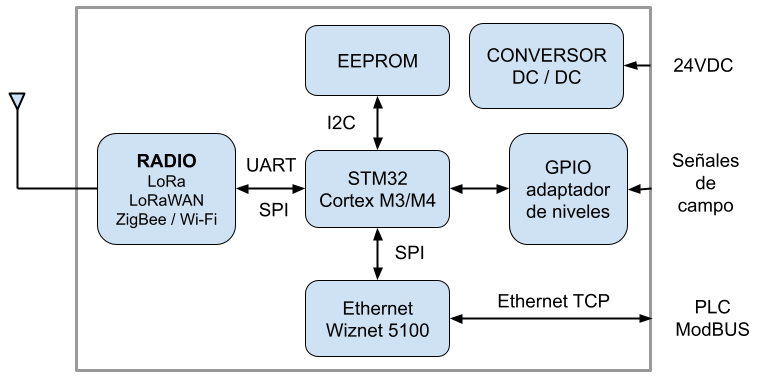 EEPROM
CONVERSOR
DC / DC
24VDC
I2C
RADIO
LoRa
LoRaWAN
ZigBee / Wi-Fi
UART
SPI
STM32
Cortex M3/M4
GPIO
adaptador
de niveles
Señales
de
campo
SPI
Ethernet
Wiznet 5100
Ethernet TCP
PLC
ModBUS